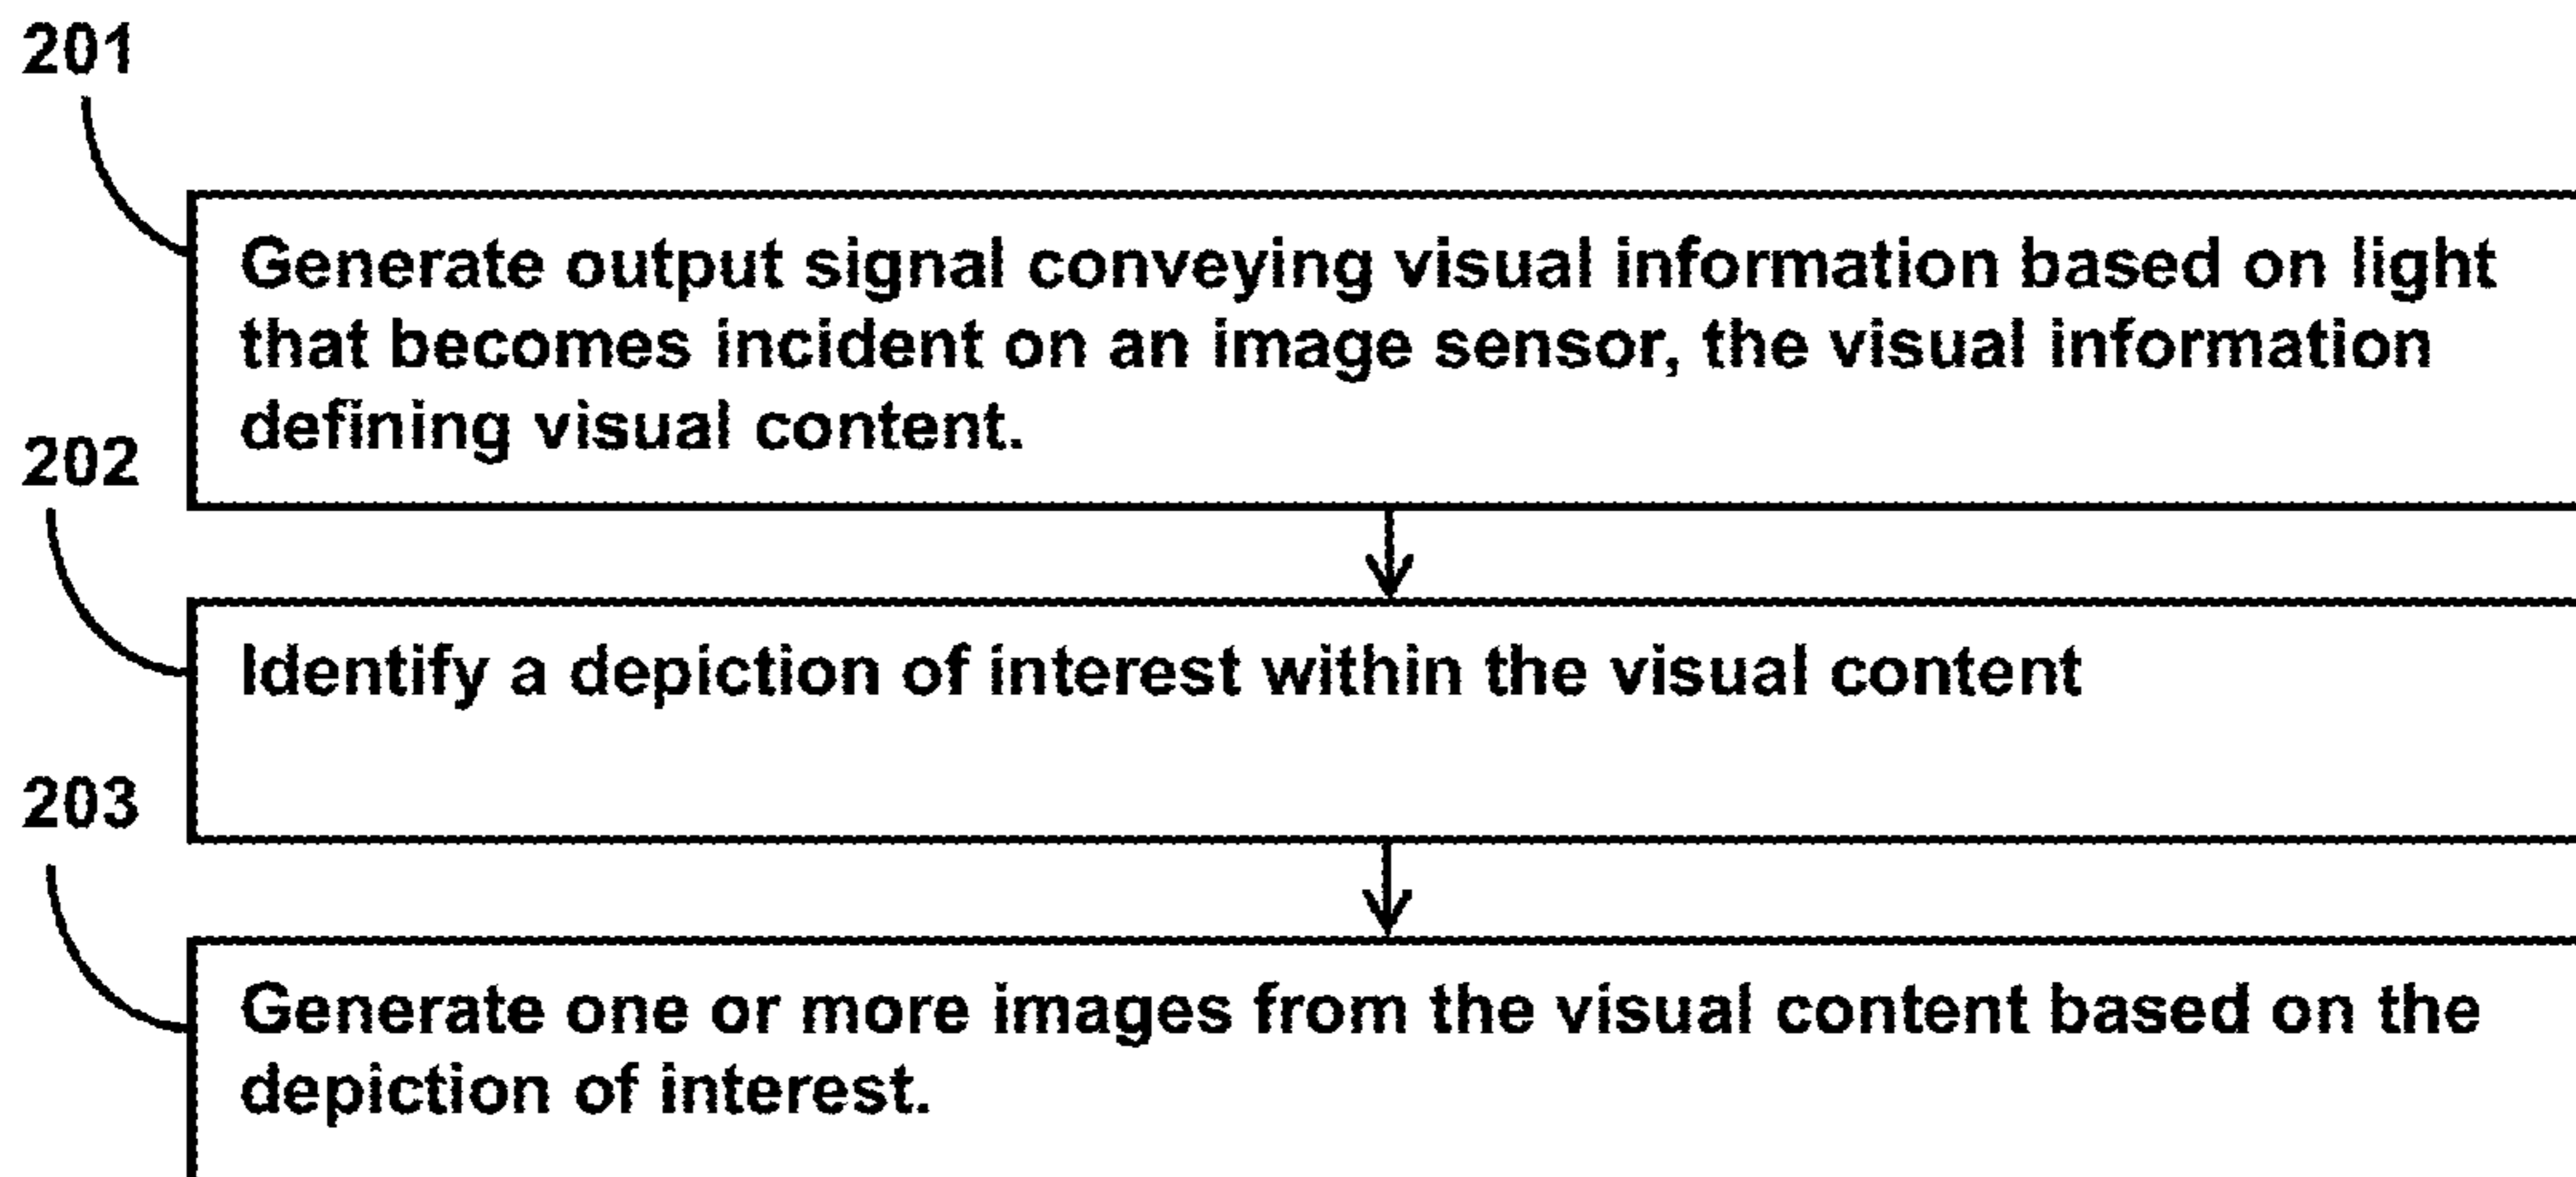 201
Generate output signal conveying visual information based on light
that becomes incident on an image sensor, the visual information
defining visual content.
202
Identify a depiction of interest within the visual content
203
Generate one or more images from the visual content based on the
depiction of interest.